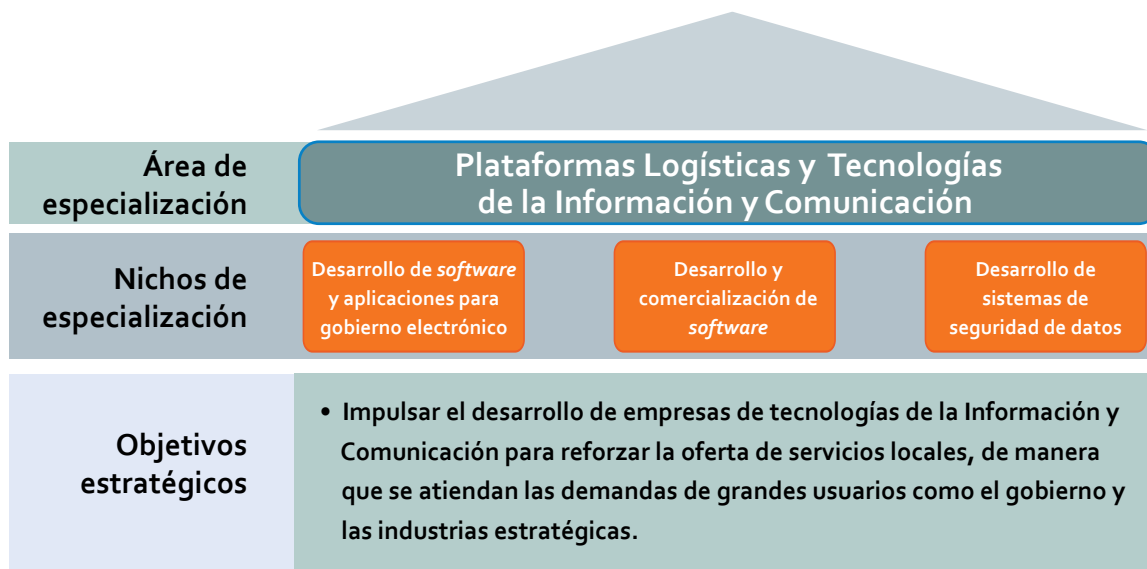 Área de
especialización
Plataformas Logísticas y Tecnologías
de la Información y Comunicación
Nichos de
especialización
Desarrollo de software
y aplicaciones para
gobierno electrónico
Desarrollo y
comercialización de
software
Desarrollo de
sistemas de
seguridad de datos
Objetivos
estratégicos
• Impulsar el desarrollo de empresas de tecnologías de la Información y
Comunicación para reforzar la oferta de servicios locales, de manera
que se atiendan las demandas de grandes usuarios como el gobierno y
las industrias estratégicas.